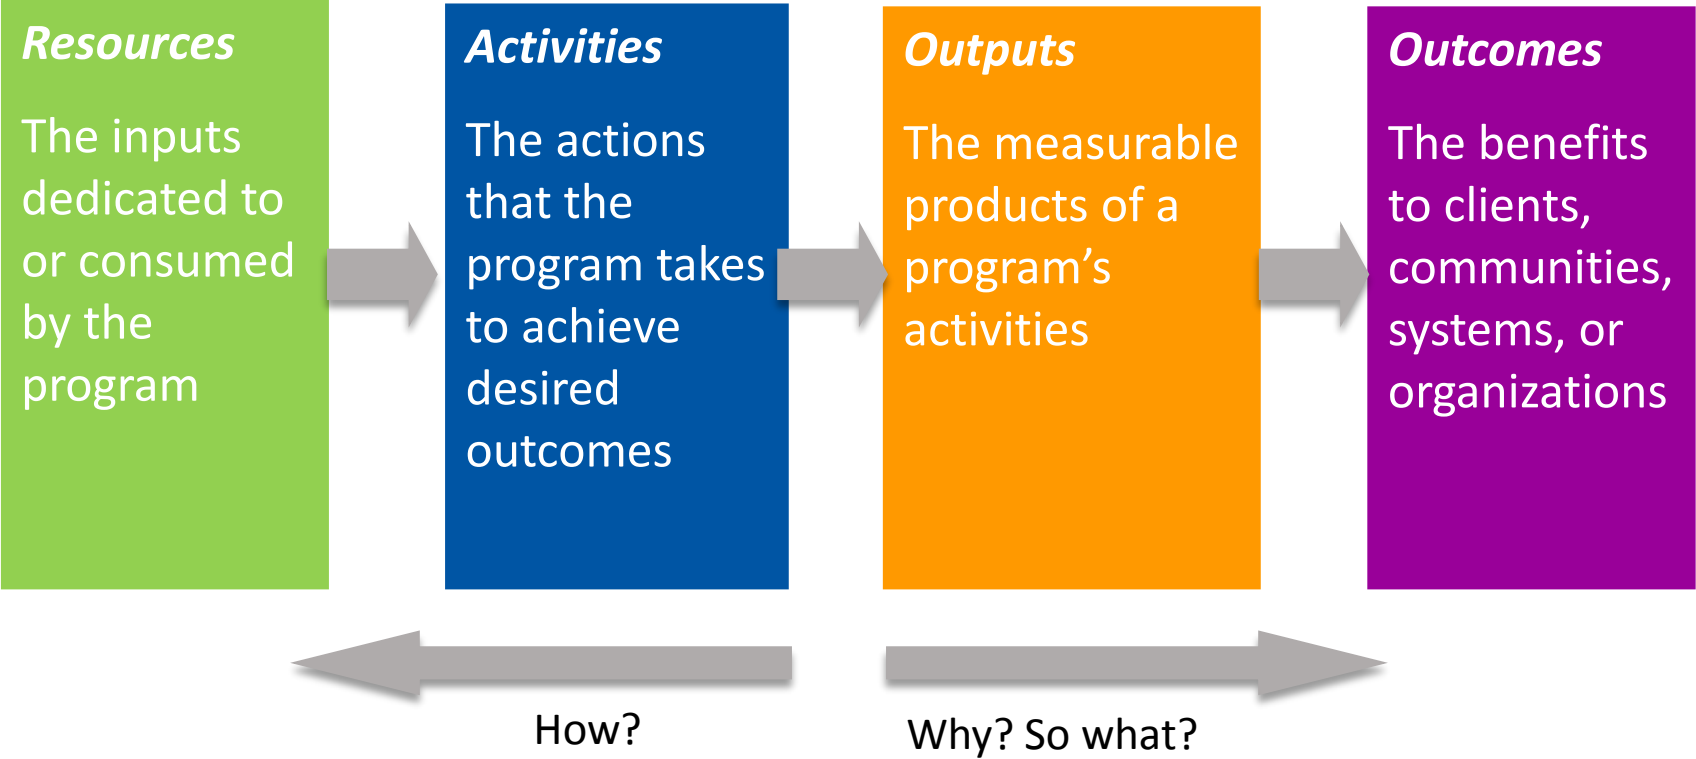 Resources
The inputs
dedicated to
or consumed
by the
program
Activities
The actions
that the
program takes
to achieve
desired
outcomes
Outputs
The measurable
products of a
program’s
activities
Outcomes
The benefits
to clients,
communities,
systems, or
organizations
How?
Why? So what?